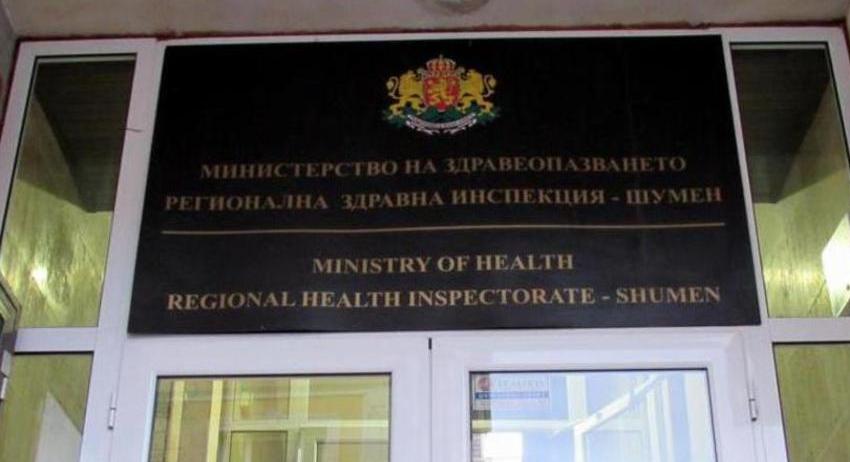 МИНИСТЕРСТВО НА ЗДРАВЕОПАЗВАНЕТО
РЕГИОНАЛНА ЗДРАВНА ИНСПЕКЦИЯ - ШУМЕН
MINISTRY OF HEALTH
REGIONAL HEALTH INSPECTORATE - SHUMEN